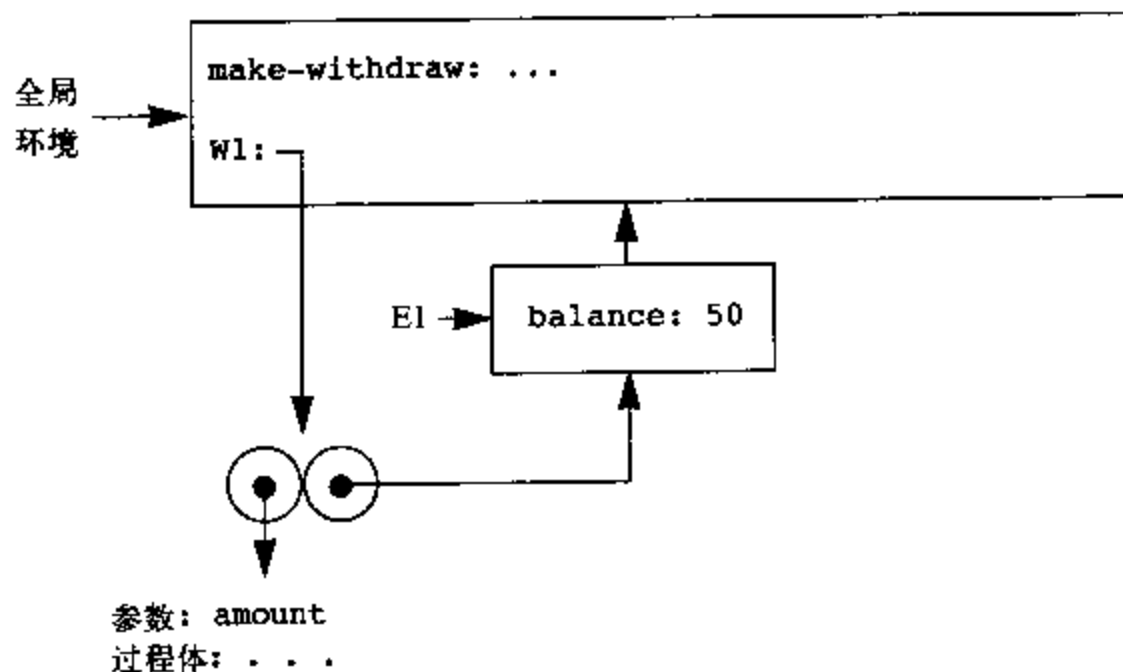 make-withdraw: ...
全局
环境
W1:
E1
balance: 50
参数: amount
过程体: . . .